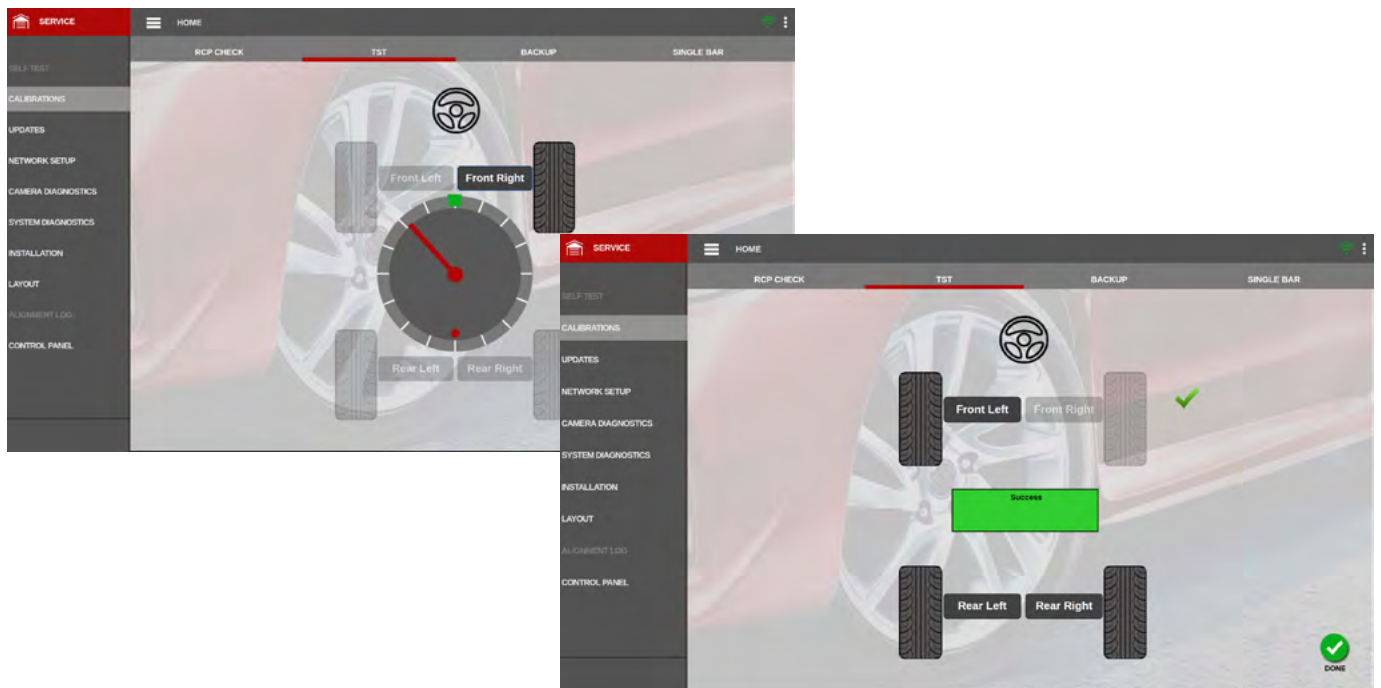 SERVICE
HOME
RCP CHECK TST BACKUP SINGLE BAR
SELF TEST
CALIBRATIONS
UPDATES
NETWORK SETUP
CAMERA DIAGNOSTICS
SYSTEM DIAGNOSTICS
INSTALLATION
LAYOUT
ALIGNMENT LOG
CONTROL PANEL
Front Left Front Right
Rear Left Rear Right
SERVICE
HOME
RCP CHECK TST BACKUP SINGLE BAR
SELF TEST
CALIBRATIONS
UPDATES
NETWORK SETUP
CAMERA DIAGNOSTICS
SYSTEM DIAGNOSTICS
INSTALLATION
LAYOUT
ALIGNMENT LOG
CONTROL PANEL
Front Left Front Right
Success
Rear Left Rear Right
DONE